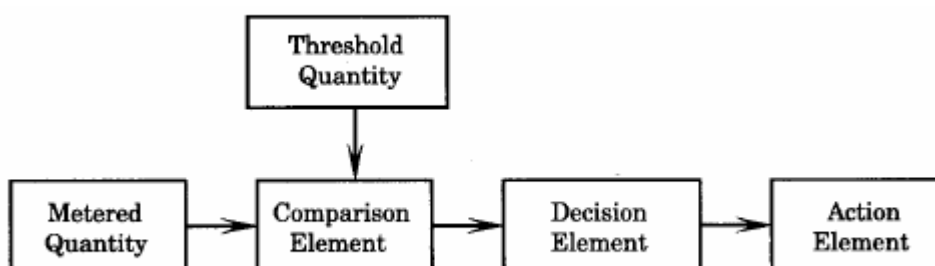 Threshold
Quantity
Metered
Quantity
Comparison
Element
Decision
Element
Action
Element